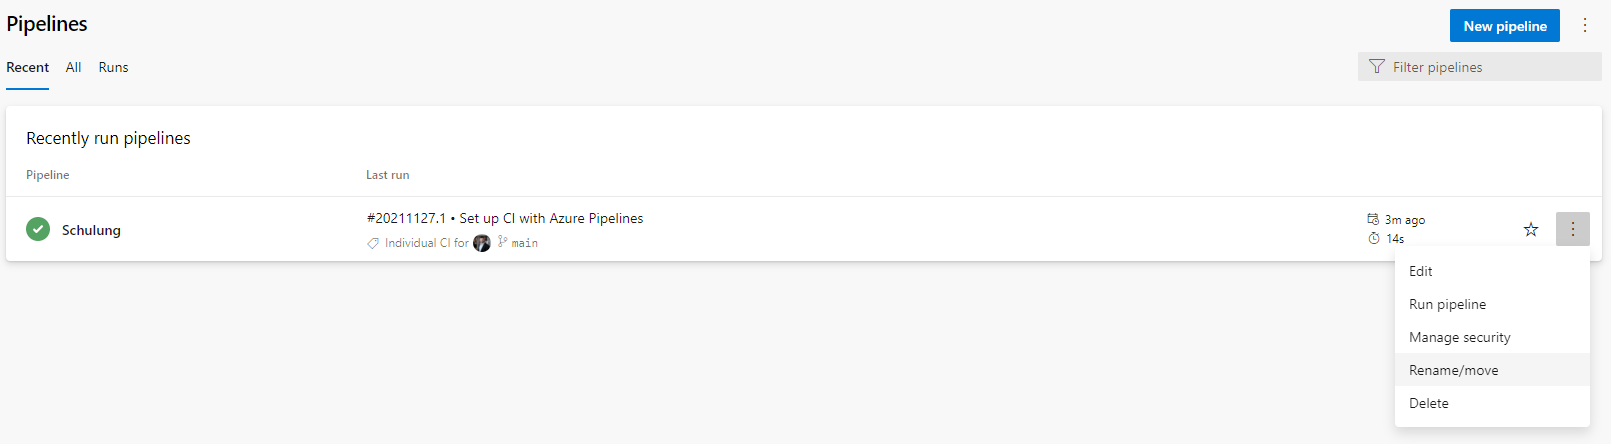 Pipelines
New pipeline
Recent All Runs
Filter pipelines
Recently run pipelines
Pipeline Last run
Schulung
#20211127.1 • Set up CI with Azure Pipelines
Individual CI for main
3m ago
14s
Edit
Run pipeline
Manage security
Rename/move
Delete